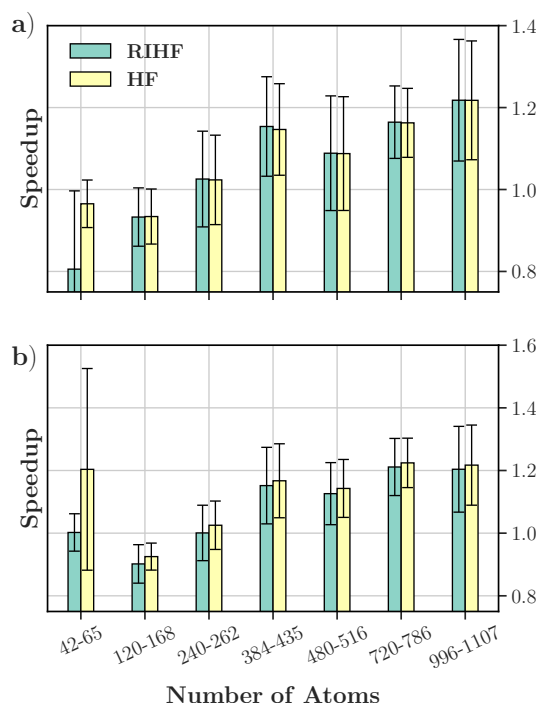 a)
RIHF
HF
Speedup
1.4
1.2
1.0
0.8
b)
Speedup
1.6
1.4
1.2
1.0
0.8
42-65
120-168
240-262
384-435
480-516
720-786
996-1107
Number of Atoms